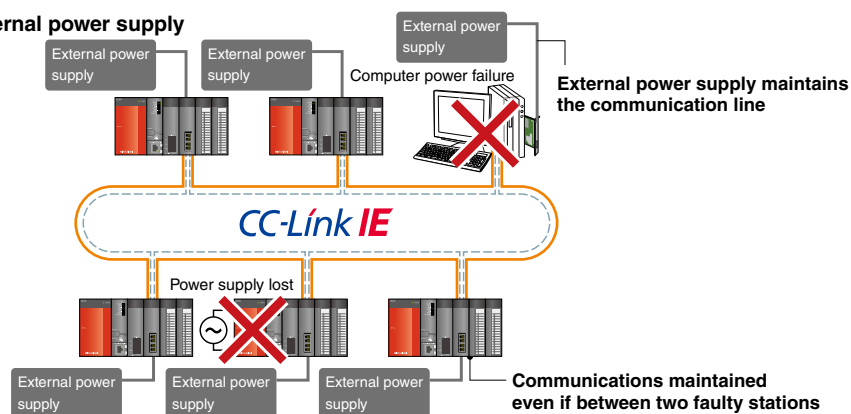 ernal power supply
External power
supply
External power
supply
External power
supply
Computer power failure
External power supply maintains
the communication line
CC-Link IE
Power supply lost
External power
supply
External power
supply
External power
supply
Communications maintained
even if between two faulty stations